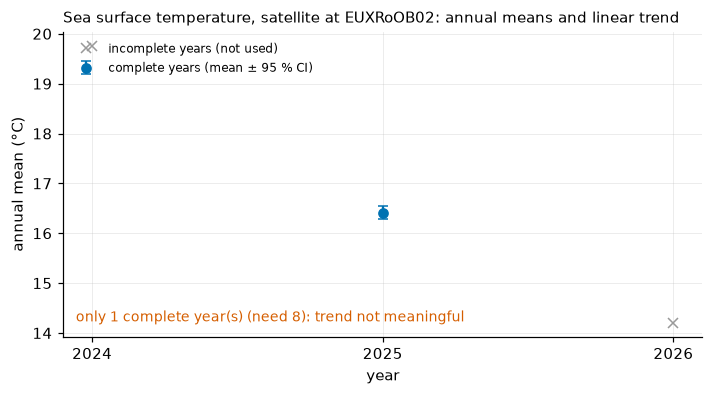 Sea surface temperature, satellite at EUXRoOB02: annual means and linear trend
20
19
18
17
16
15
14
annual mean (°C)
incomplete years (not used)
complete years (mean ± 95 % CI)
only 1 complete year(s) (need 8): trend not meaningful
2024
2025
2026
year